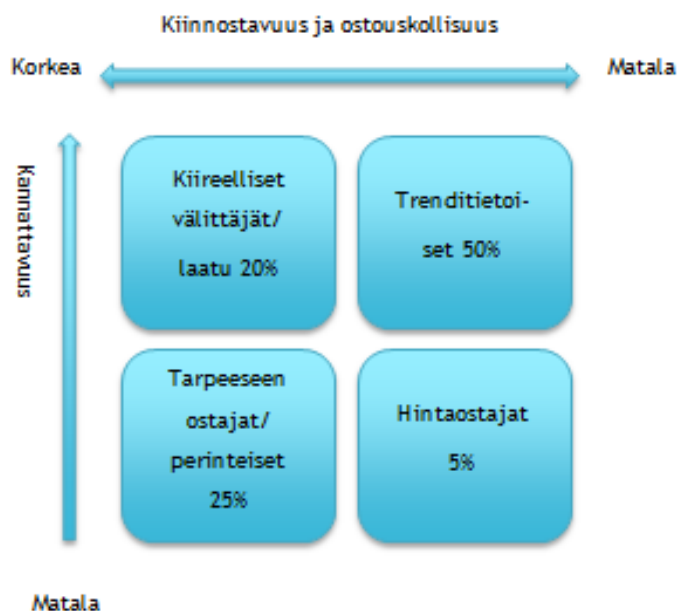 Kiinnostavuus ja ostouskollisuus
Korkea
Matala
Kannattavuus
Kiireelliset
välittäjät/
laatu 20%
Trenditietoi-
set 50%
Tarpeeseen
ostajat/
perinteiset
25%
Hintaostajat
5%
Matala